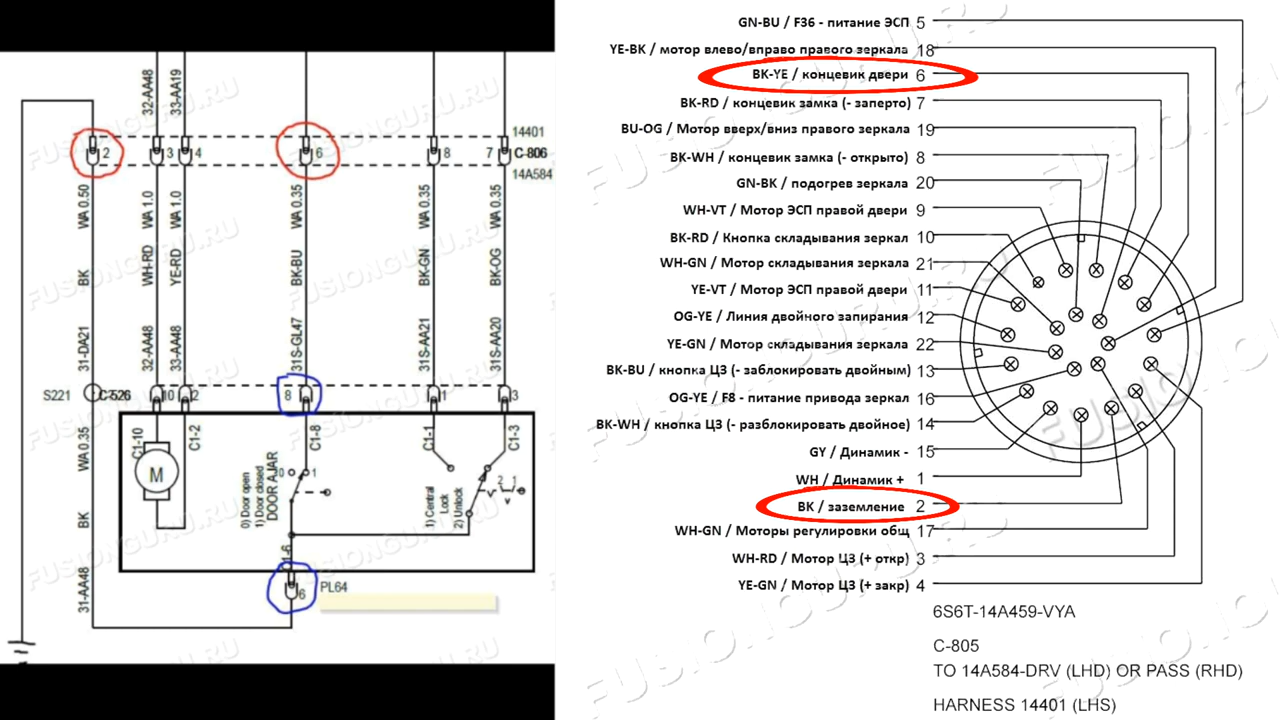 32-AA48
33-AA19
14401
2
3
4
6
8
7
C-806
14A584
WA 0.50
WA 1.0
WA 1.0
WA 0.35
WA 0.35
WA 0.35
BK
WH-RD
YE-RD
BK-BU
BK-GN
BK-OG
31-DA21
32-AA48
33-AA48
31S-GL47
31S-AA21
31S-AA20
S221
C-526
10
2
8
1
3
WA 0.35
C1-10
C1-2
C1-8
C1-1
C1-3
M
0
1
0) Door open
1) Door closed
DOOR AJAR
1) Central
Lock
2) Unlock
2
1
BK
1-6
31-AA48
6
PL64
GN-BU / F36 - питание ЭСП 5
YE-BK / мотор влево/вправо правого зеркала 18
BK-YE / концевик двери 6
BK-RD / концевик замка (- заперто) 7
BU-OG / Мотор вверх/вниз правого зеркала 19
BK-WH / концевик замка (- открыто) 8
GN-BK / подогрев зеркала 20
WH-VT / Мотор ЭСП правой двери 9
BK-RD / Кнопка складывания зеркал 10
WH-GN / Мотор складывания зеркала 21
YE-VT / Мотор ЭСП правой двери 11
OG-YE / Линия двойного запирания 12
YE-GN / Мотор складывания зеркала 22
BK-BU / кнопка ЦЗ (- заблокировать двойным) 13
OG-YE / F8 - питание привода зеркал 16
BK-WH / кнопка ЦЗ (- разблокировать двойное) 14
GY / Динамик - 15
WH / Динамик + 1
BK / заземление 2
WH-GN / Моторы регулировки общ 17
WH-RD / Мотор ЦЗ (+ откр) 3
YE-GN / Мотор ЦЗ (+ закр) 4
6S6T-14A459-VYA
C-805
TO 14A584-DRV (LHD) OR PASS (RHD)
HARNESS 14401 (LHS)
FUSIONGURU.RU